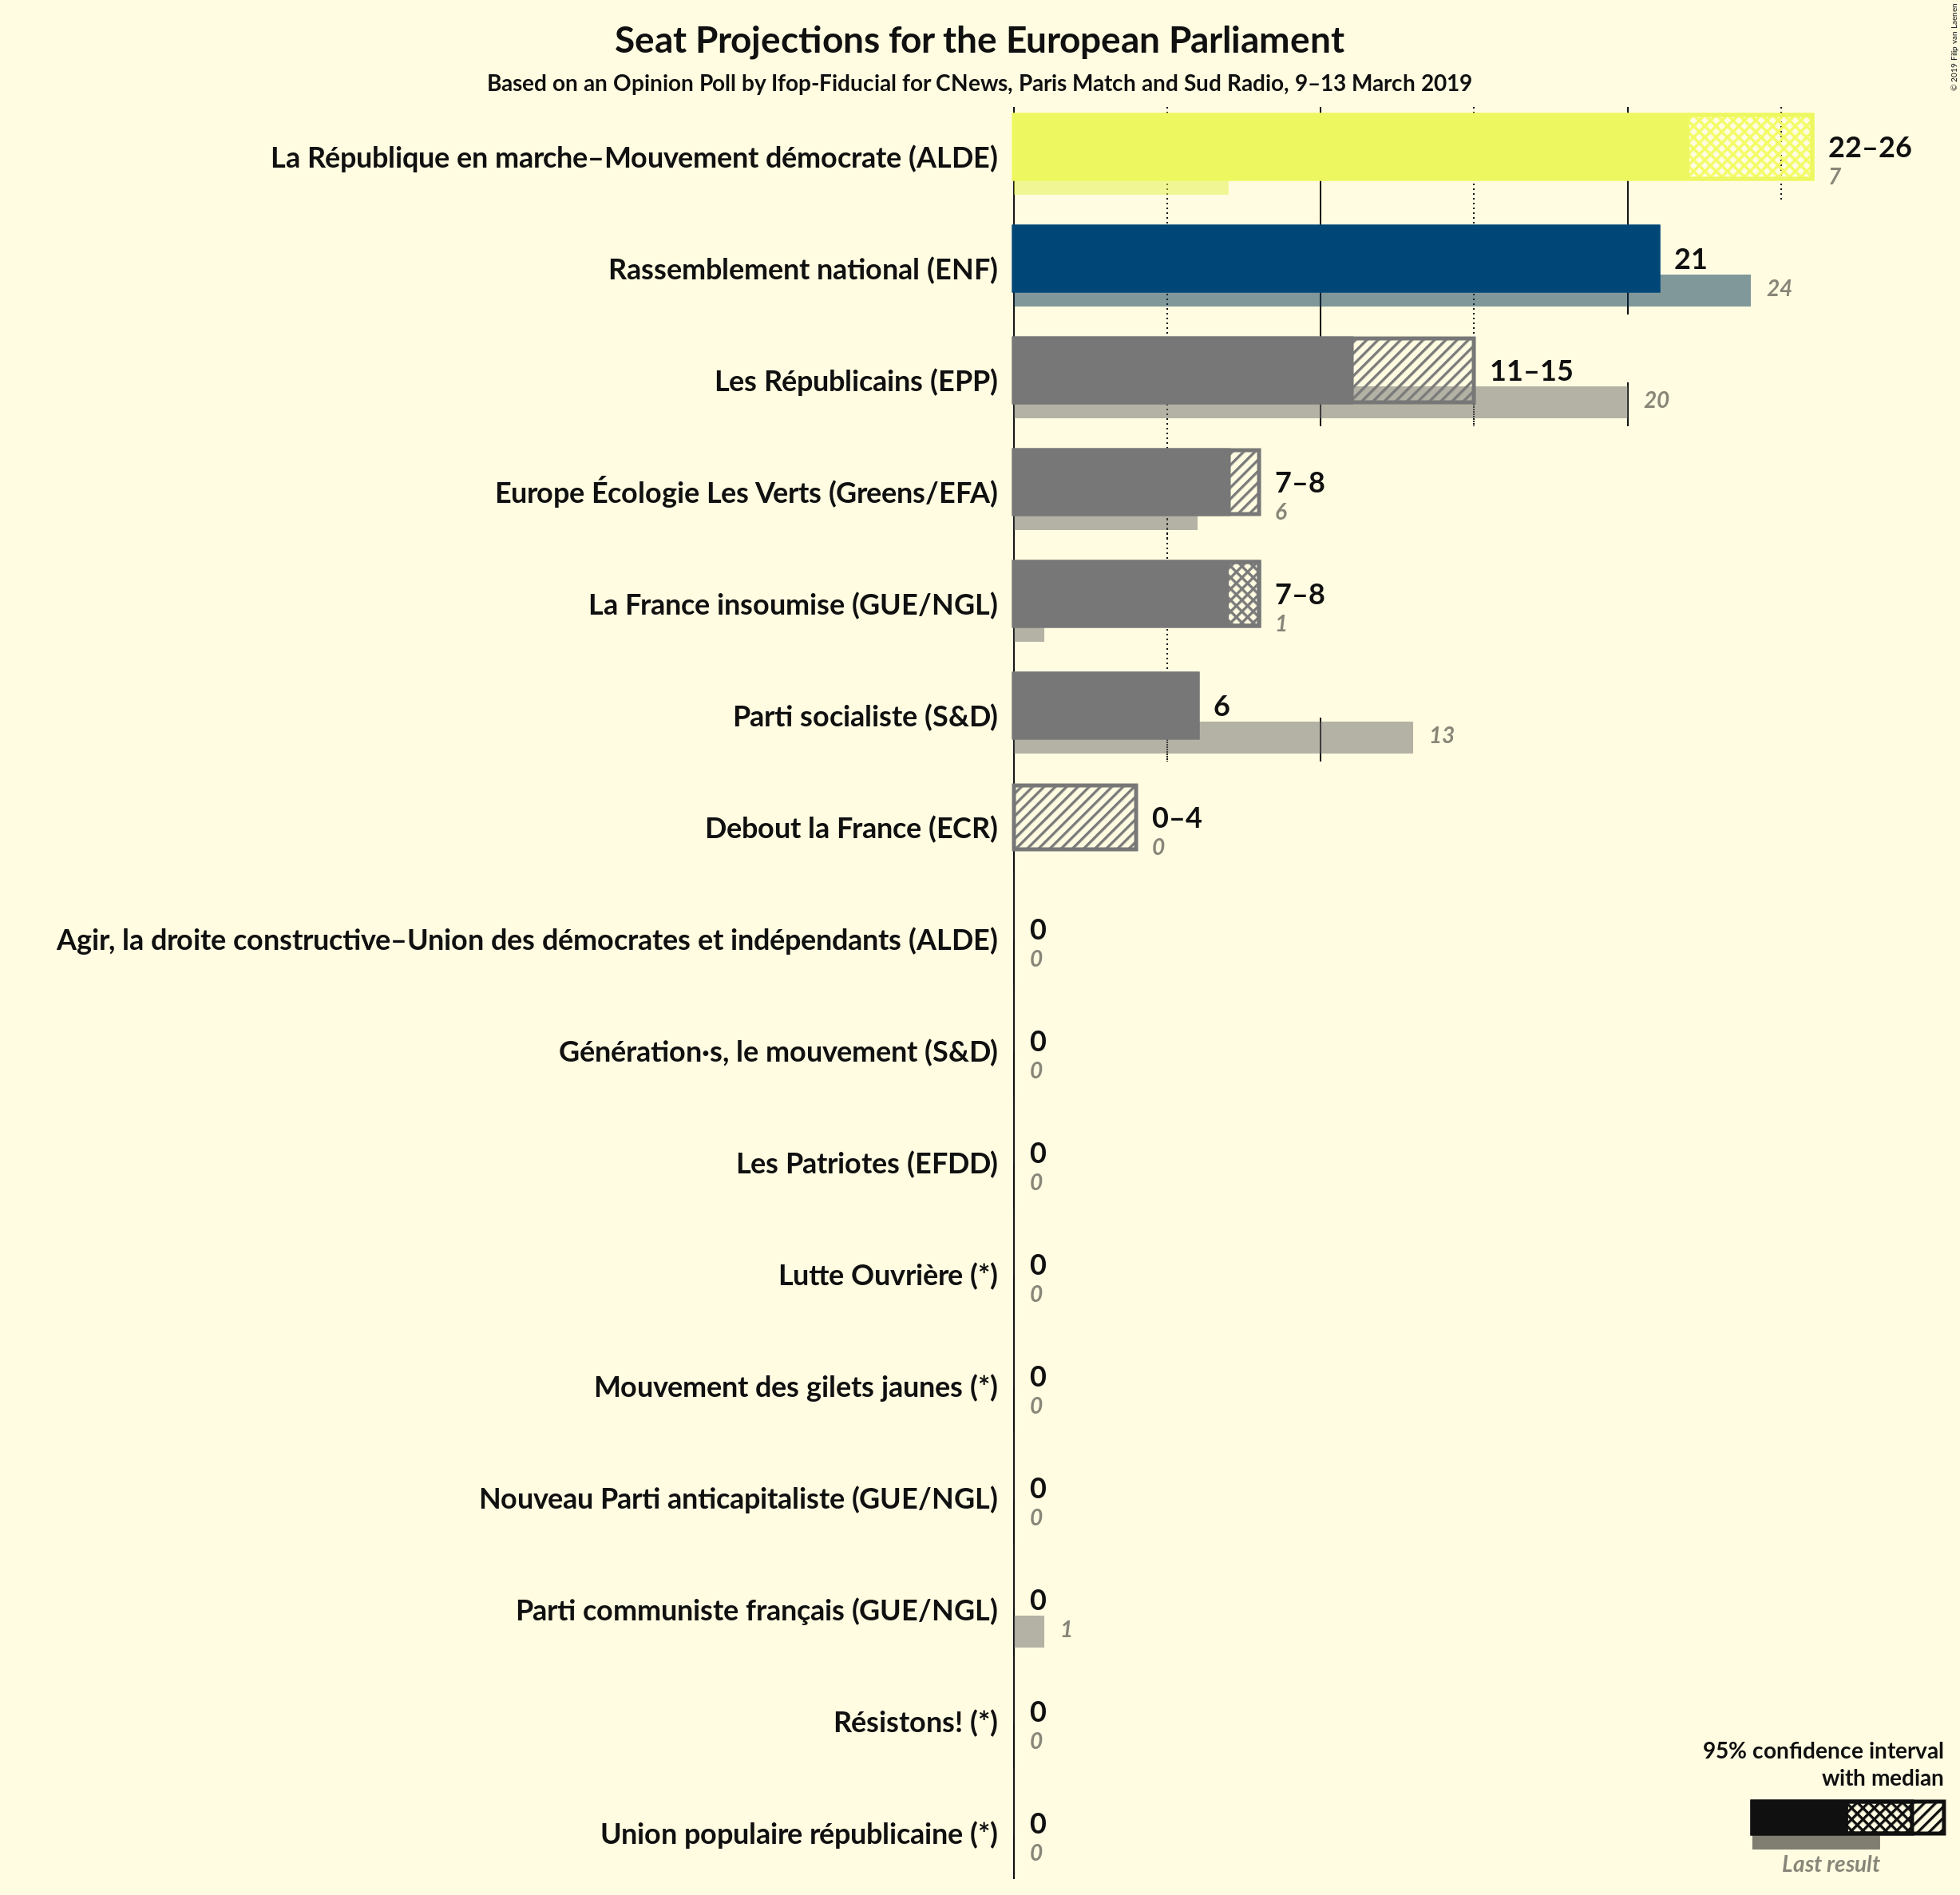 Seat Projections for the European Parliament
Based on an Opinion Poll by Ifop-Fiducial for CNews, Paris Match and Sud Radio, 9–13 March 2019
© 2019 Filip van Laenen
La République en marche–Mouvement démocrate (ALDE)
22–26
7
Rassemblement national (ENF)
21
24
Les Républicains (EPP)
11–15
20
Europe Écologie Les Verts (Greens/EFA)
7–8
6
La France insoumise (GUE/NGL)
7–8
1
Parti socialiste (S&D)
6
13
Debout la France (ECR)
0–4
0
Agir, la droite constructive–Union des démocrates et indépendants (ALDE)
0
0
Génération·s, le mouvement (S&D)
0
0
Les Patriotes (EFDD)
0
0
Lutte Ouvrière (*)
0
0
Mouvement des gilets jaunes (*)
0
0
Nouveau Parti anticapitaliste (GUE/NGL)
0
0
Parti communiste français (GUE/NGL)
0
1
Résistons! (*)
0
0
Union populaire républicaine (*)
0
0
95% confidence interval
with median
Last result